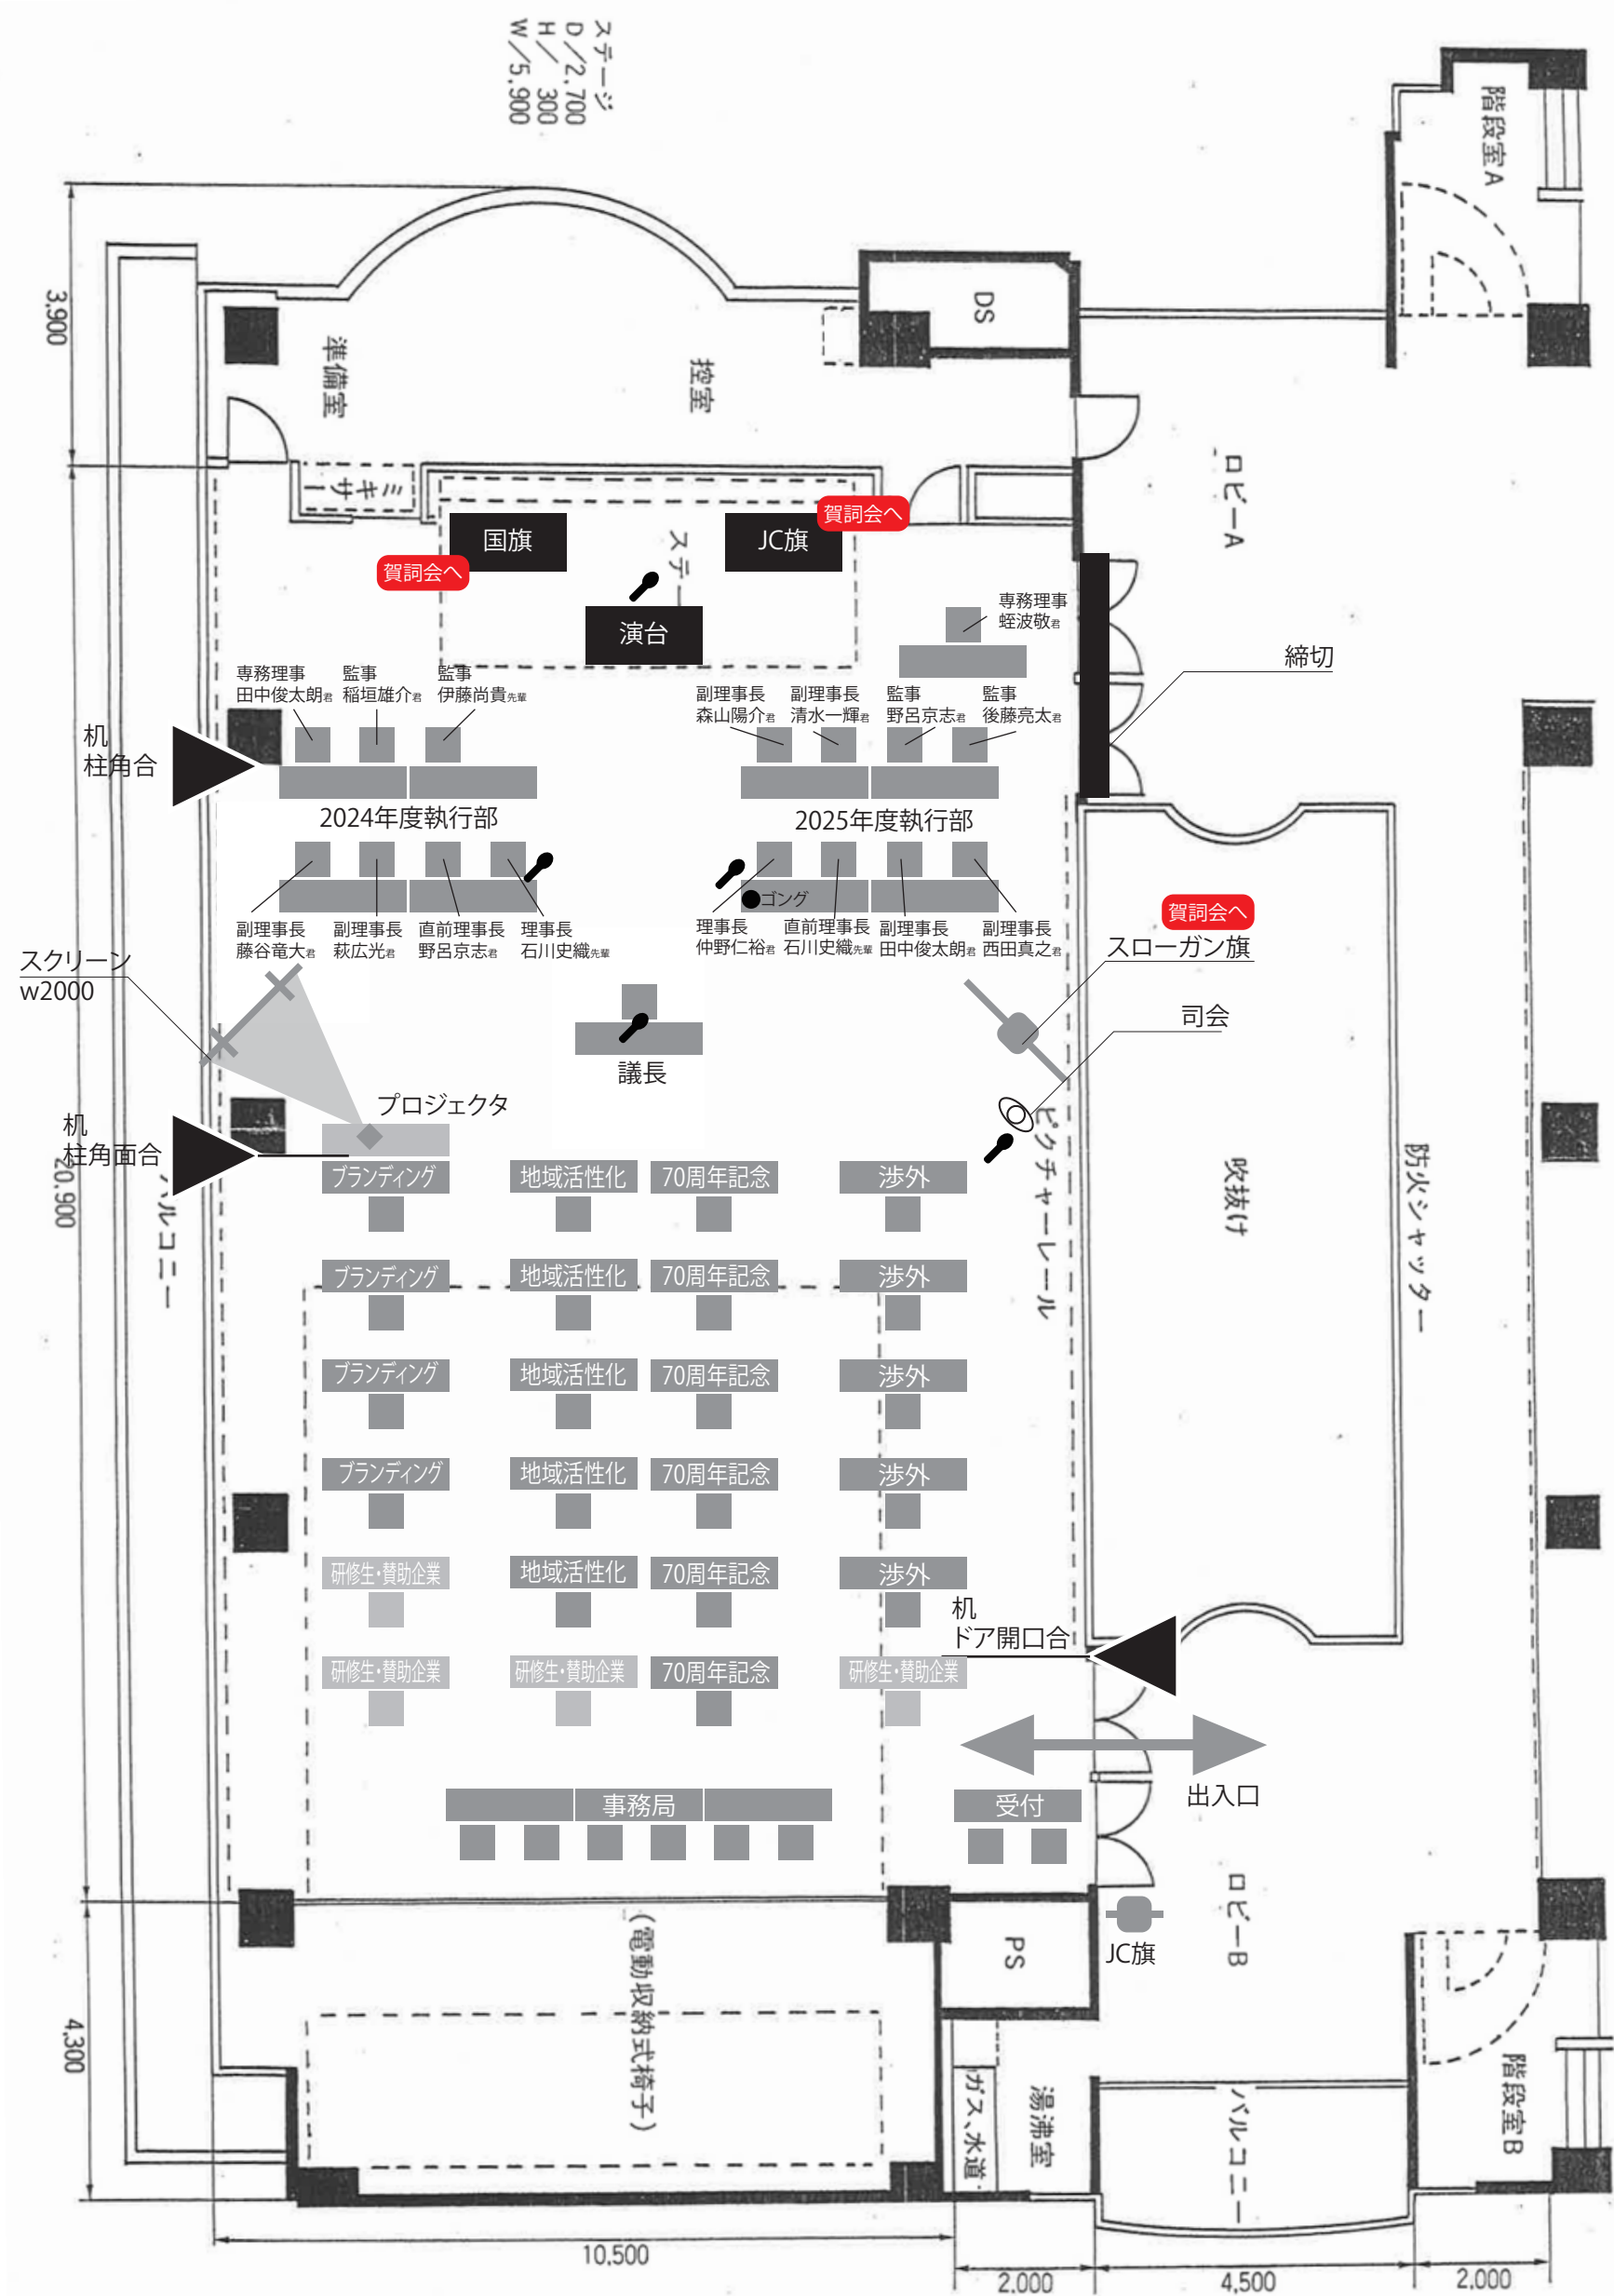 ステージ
D／2,700
H／　300
W／5,900
階段室A
3,900
準備室
控室
DS
ロビーA
ミキサー
国旗
JC旗
賀詞会へ
賀詞会へ
ステー
演台
専務理事
蛭波敬君
締切
専務理事
田中俊太朗君
監事
稲垣雄介君
監事
伊藤尚貴先輩
副理事長
森山陽介君
副理事長
清水一輝君
監事
野呂京志君
監事
後藤亮太君
机
柱角合
2024年度執行部
2025年度執行部
ゴング
副理事長
藤谷竜大君
副理事長
萩広光君
直前理事長
野呂京志君
理事長
石川史織先輩
理事長
仲野仁裕君
直前理事長
石川史織先輩
副理事長
田中俊太朗君
副理事長
西田真之君
賀詞会へ
スローガン旗
スクリーン
w2000
司会
議長
プロジェクタ
机
柱角面合
20,900
バルコニー
ピクチャーレール
吹抜け
防火シャッター
ブランディング 地域活性化 70周年記念 渉外
ブランディング 地域活性化 70周年記念 渉外
ブランディング 地域活性化 70周年記念 渉外
ブランディング 地域活性化 70周年記念 渉外
研修生・賛助企業 地域活性化 70周年記念 渉外
研修生・賛助企業 研修生・賛助企業 70周年記念 研修生・賛助企業
机
ドア開口合
出入口
事務局
受付
ロビーB
JC旗
PS
(電動収納式椅子)
4,300
ガス、水道
湯沸室
バルコニー
階段室B
10,500
2,000
4,500
2,000